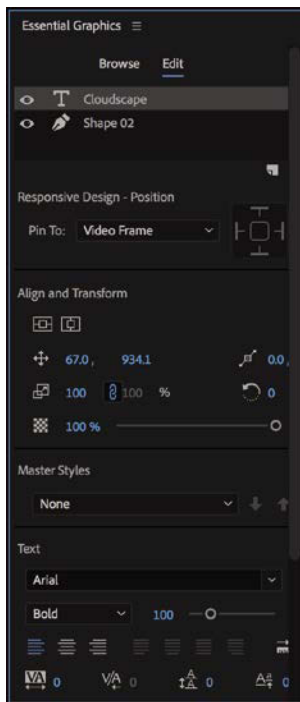 Essential Graphics
Browse Edit
T Cloudscape
Shape 02
Responsive Design - Position
Pin To: Video Frame
Align and Transform
67.0 , 934.1 0.0 ,
100 100 % 0
100 %
Master Styles
None
Text
Arial
Bold 100
VA 0 V/A 0 A 0 Aa 0